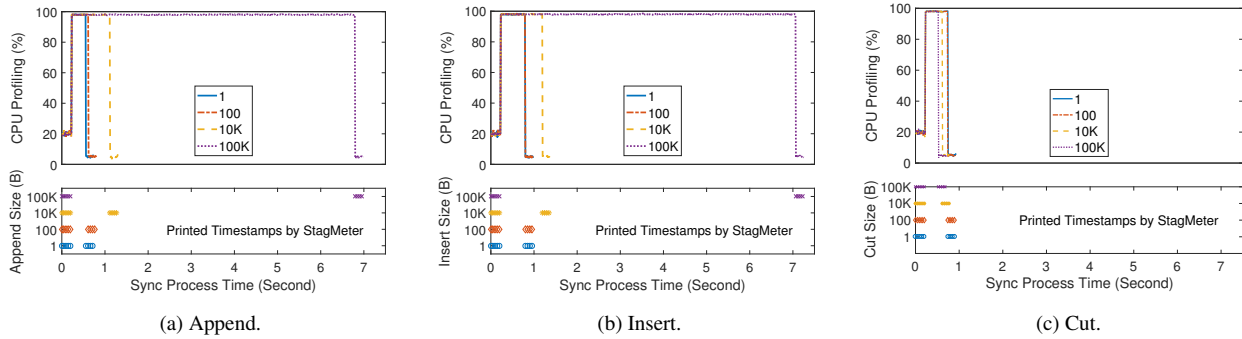 CPU Profiling (%)
100
80
60
40
20
0
1
100
10K
100K
Append Size (B)
100K
10K
100
1
Printed Timestamps by StagMeter
0 1 2 3 4 5 6 7
Sync Process Time (Second)
(a) Append.
CPU Profiling (%)
100
80
60
40
20
0
1
100
10K
100K
Insert Size (B)
100K
10K
100
1
Printed Timestamps by StagMeter
0 1 2 3 4 5 6 7
Sync Process Time (Second)
(b) Insert.
CPU Profiling (%)
100
80
60
40
20
0
1
100
10K
100K
Cut Size (B)
100K
10K
100
1
Printed Timestamps by StagMeter
0 1 2 3 4 5 6 7
Sync Process Time (Second)
(c) Cut.